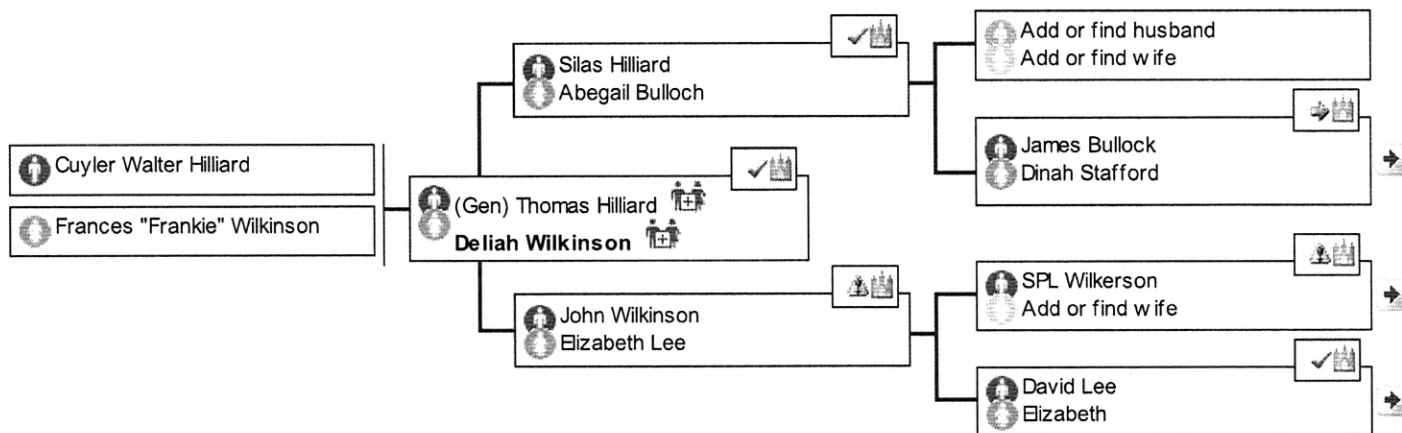 Cuyler Walter Hilliard
Frances "Frankie" Wilkinson
(Gen) Thomas Hilliard
Deliah Wilkinson
Silas Hilliard
Abegail Bulloch
John Wilkinson
Elizabeth Lee
Add or find husband
Add or find wife
James Bullock
Dinah Stafford
SPL Wilkerson
Add or find wife
David Lee
Elizabeth